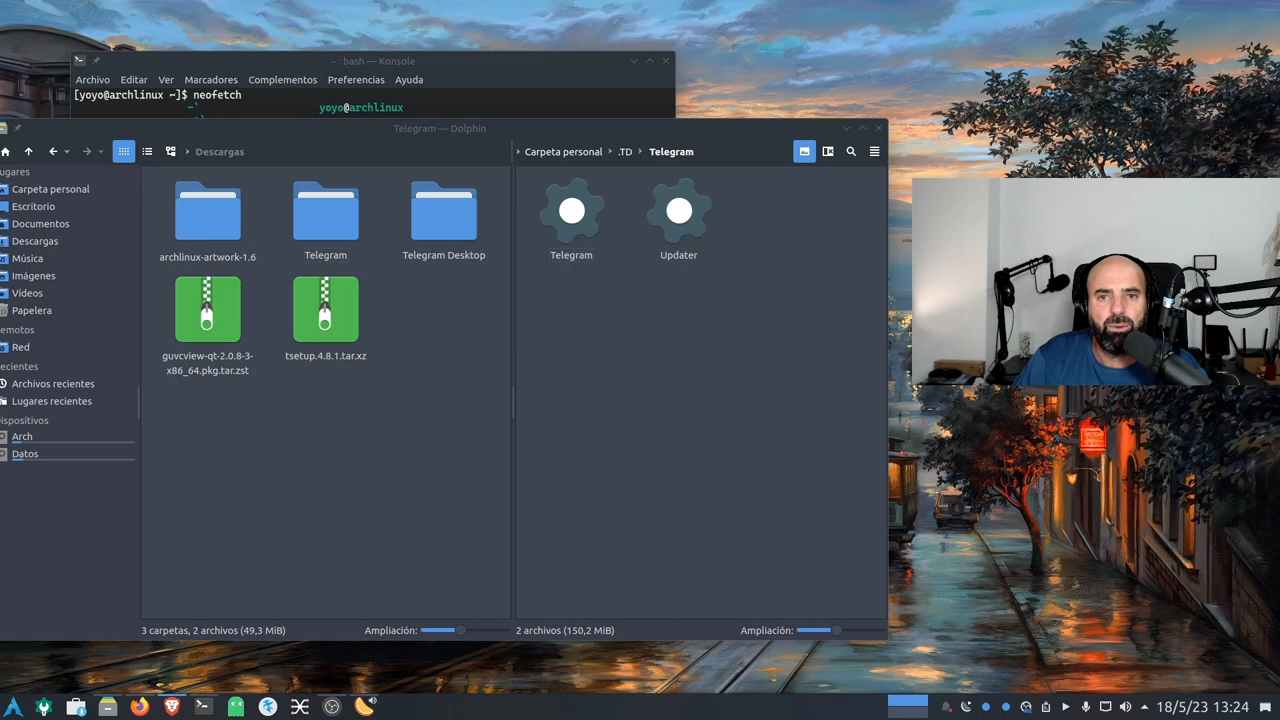 ~ : bash — Konsole
Archivo Editar Ver Marcadores Complementos Preferencias Ayuda
[yoyo@archlinux ~]$ neofetch
yoyo@archlinux
Telegram — Dolphin
Descargas
Carpeta personal .TD Telegram
ugares
Carpeta personal
Escritorio
Documentos
Descargas
Música
Imágenes
Vídeos
Papelera
emotos
Red
ecientes
Archivos recientes
Lugares recientes
ispositivos
Arch
Datos
archlinux-artwork-1.6
Telegram
Telegram Desktop
guvcview-qt-2.0.8-3-
x86_64.pkg.tar.zst
tsetup.4.8.1.tar.xz
Telegram
Updater
3 carpetas, 2 archivos (49,3 MiB)
Ampliación:
2 archivos (150,2 MiB)
Ampliación:
18/5/23 13:24